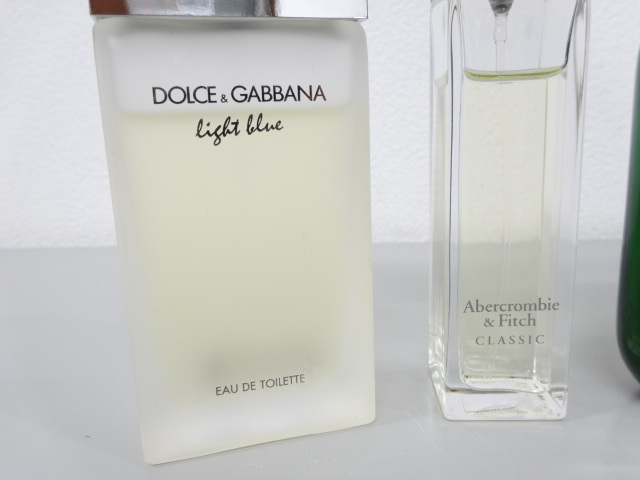 DOLCE & GABBANA
light blue
EAU DE TOILETTE
Abercrombie
& Fitch
CLASSIC